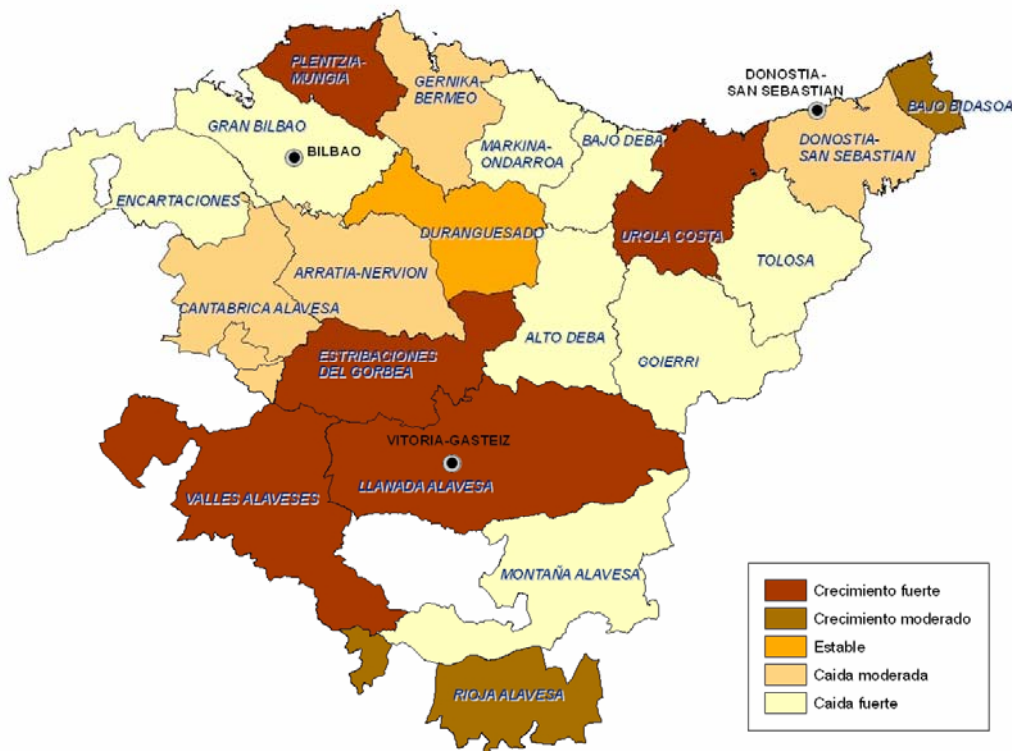 PLENTZIA-
MUNGIA
GERNIKA-
BERMEO
DONOSTIA-
SAN SEBASTIAN
BAJO BIDASOA
GRAN BILBAO
BILBAO
MARKINA-
ONDARROA
BAJO DEBA
DONOSTIA-
SAN SEBASTIAN
ENCARTACIONES
DURANGUESADO
UROLA COSTA
TOLOSA
ARRATIA-NERVION
CANTABRICA ALAVESA
ALTO DEBA
ESTRIBACIONES
DEL GORBEA
GOIERRI
VITORIA-GASTEIZ
LLANADA ALAVESA
VALLES ALAVESES
MONTAÑA ALAVESA
RIOJA ALAVESA
Crecimiento fuerte
Crecimiento moderado
Estable
Caida moderada
Caida fuerte